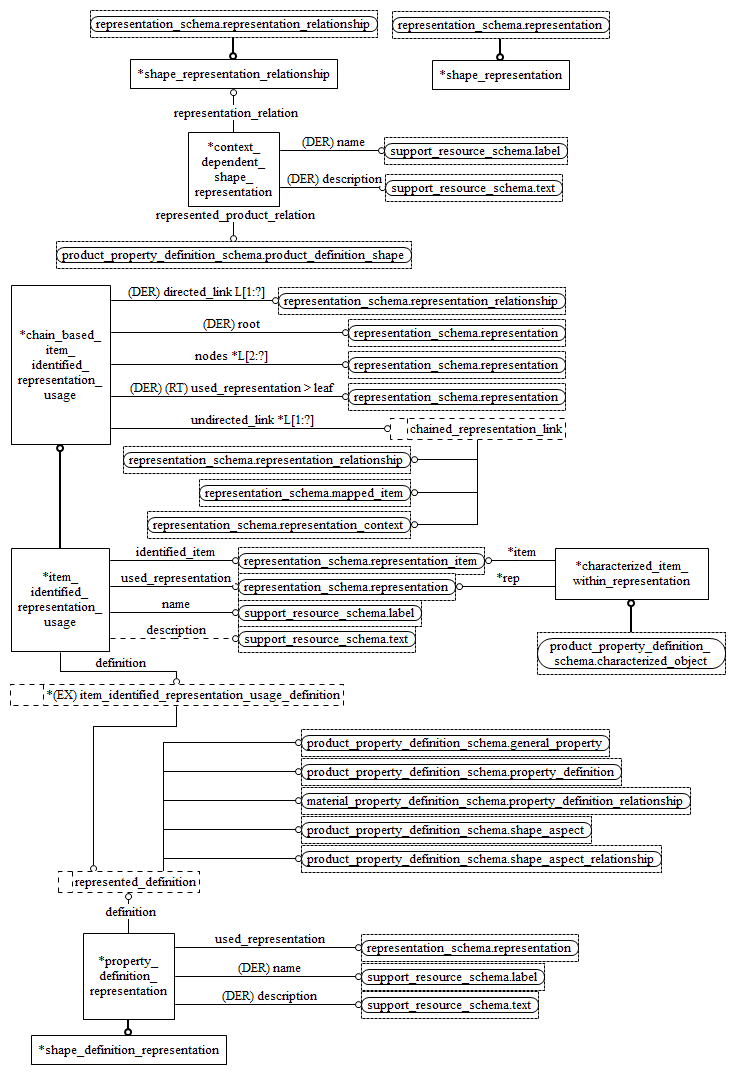 representation_schema.representation_relationship
representation_schema.representation
*shape_representation_relationship
*shape_representation
representation_relation
*context_
dependent_
shape_
representation
(DER) name
support_resource_schema.label
(DER) description
support_resource_schema.text
represented_product_relation
product_property_definition_schema.product_definition_shape
*chain_based_
item_
identified_
representation_
usage
(DER) directed_link L[1:?]
representation_schema.representation_relationship
(DER) root
representation_schema.representation
nodes *L[2:?]
representation_schema.representation
(DER) (RT) used_representation > leaf
representation_schema.representation
undirected_link *L[1:?]
chained_representation_link
representation_schema.representation_relationship
representation_schema.mapped_item
representation_schema.representation_context
*item_
identified_
representation_
usage
identified_item
representation_schema.representation_item
*item
used_representation
representation_schema.representation
*rep
*characterized_item_
within_representation
name
support_resource_schema.label
description
support_resource_schema.text
product_property_definition_
schema.characterized_object
definition
*(EX) item_identified_representation_usage_definition
product_property_definition_schema.general_property
product_property_definition_schema.property_definition
material_property_definition_schema.property_definition_relationship
product_property_definition_schema.shape_aspect
product_property_definition_schema.shape_aspect_relationship
represented_definition
definition
*property_
definition_
representation
used_representation
representation_schema.representation
(DER) name
support_resource_schema.label
(DER) description
support_resource_schema.text
*shape_definition_representation